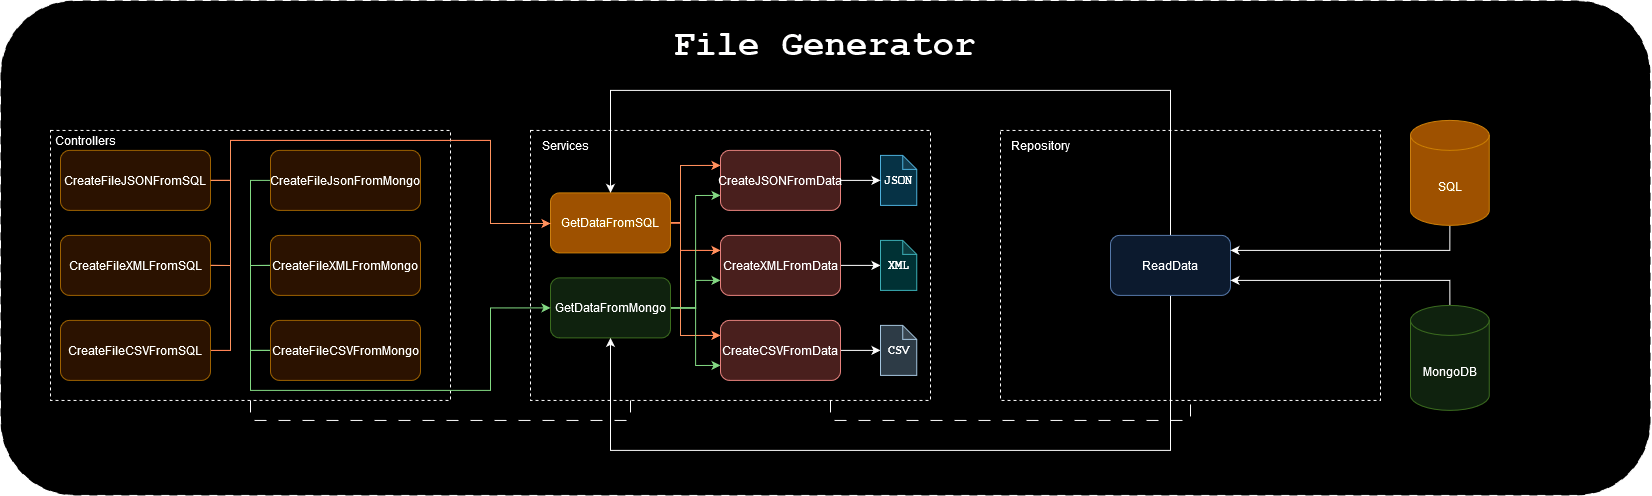 File Generator
Controllers
CreateFileJSONFromSQL
CreateFileJsonFromMongo
CreateFileXMLFromSQL
CreateFileXMLFromMongo
CreateFileCSVFromSQL
CreateFileCSVFromMongo
Services
GetDataFromSQL
GetDataFromMongo
CreateJSONFromData
JSON
CreateXMLFromData
XML
CreateCSVFromData
CSV
Repository
ReadData
SQL
MongoDB